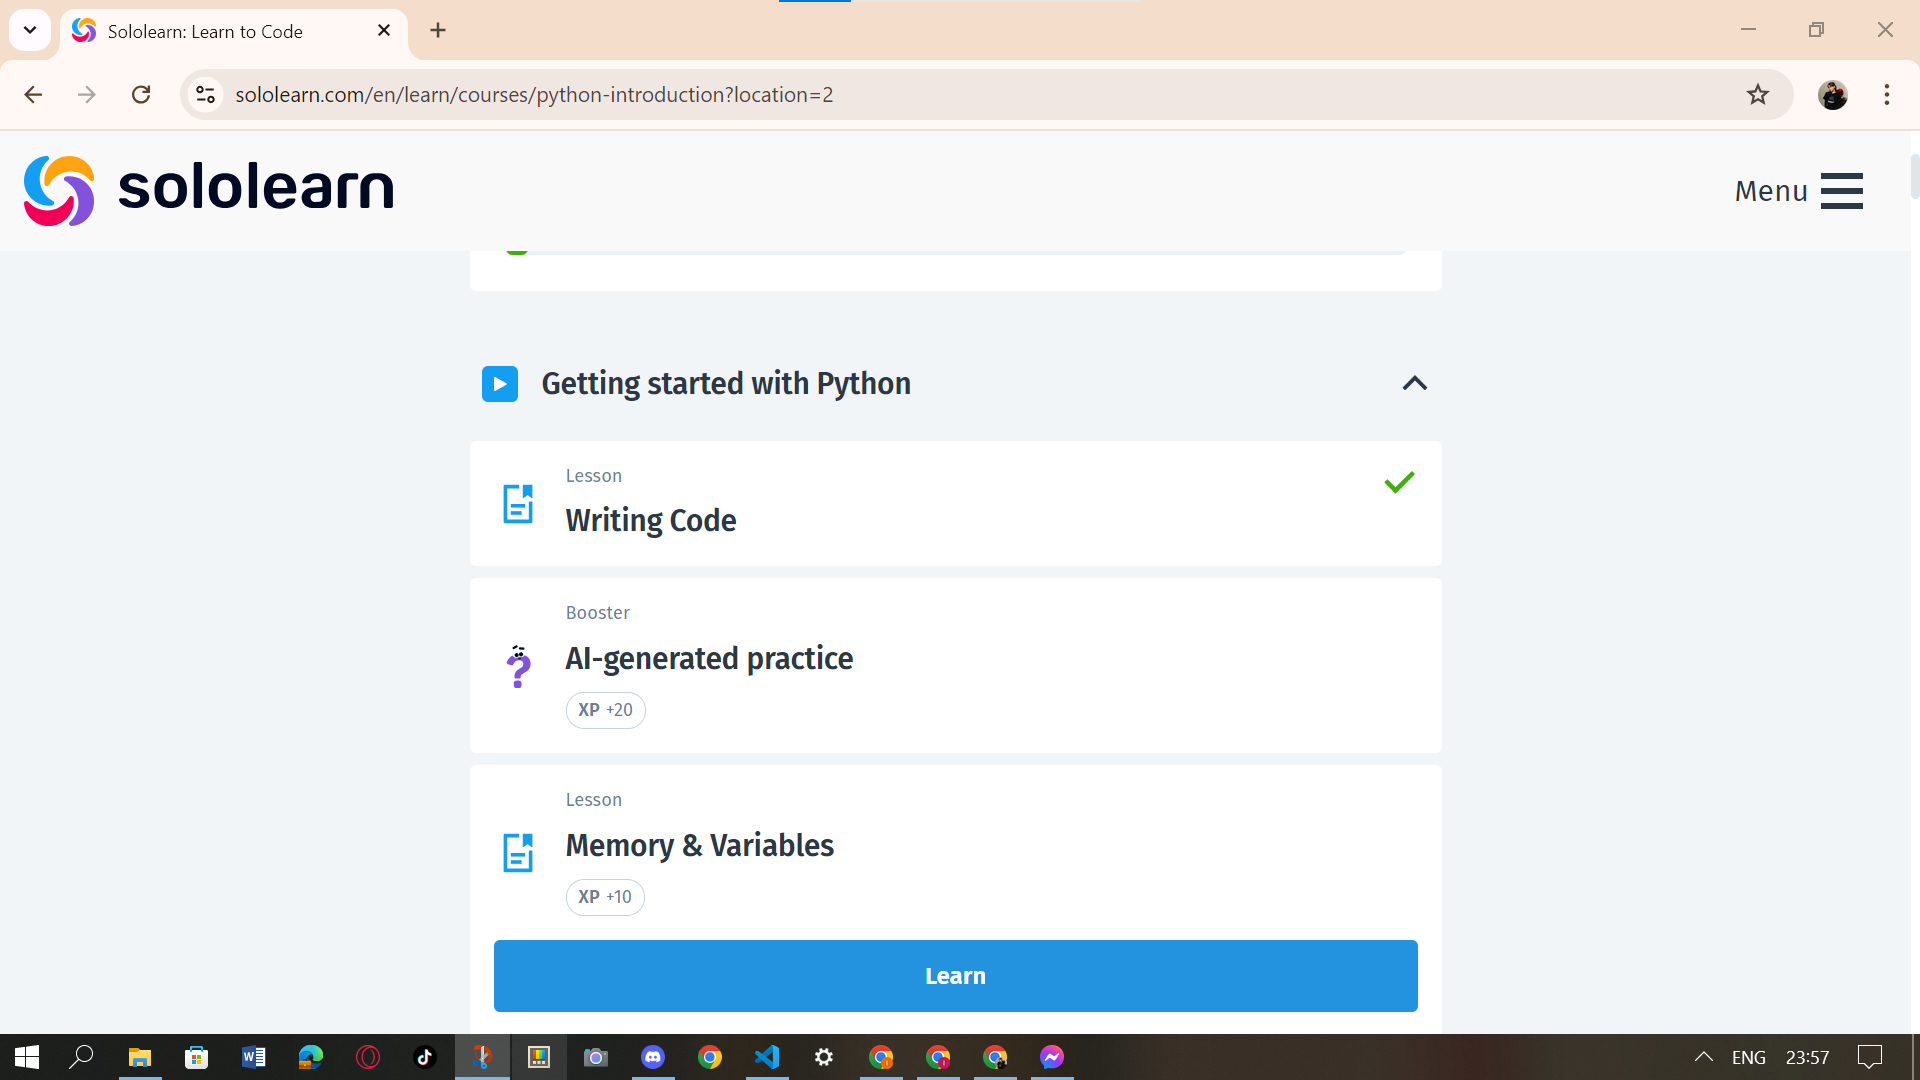 Sololearn: Learn to Code
sololearn.com/en/learn/courses/python-introduction?location=2
sololearn
Menu
Getting started with Python
Lesson
Writing Code
Booster
AI-generated practice
XP +20
Lesson
Memory & Variables
XP +10
Learn
ENG 23:57